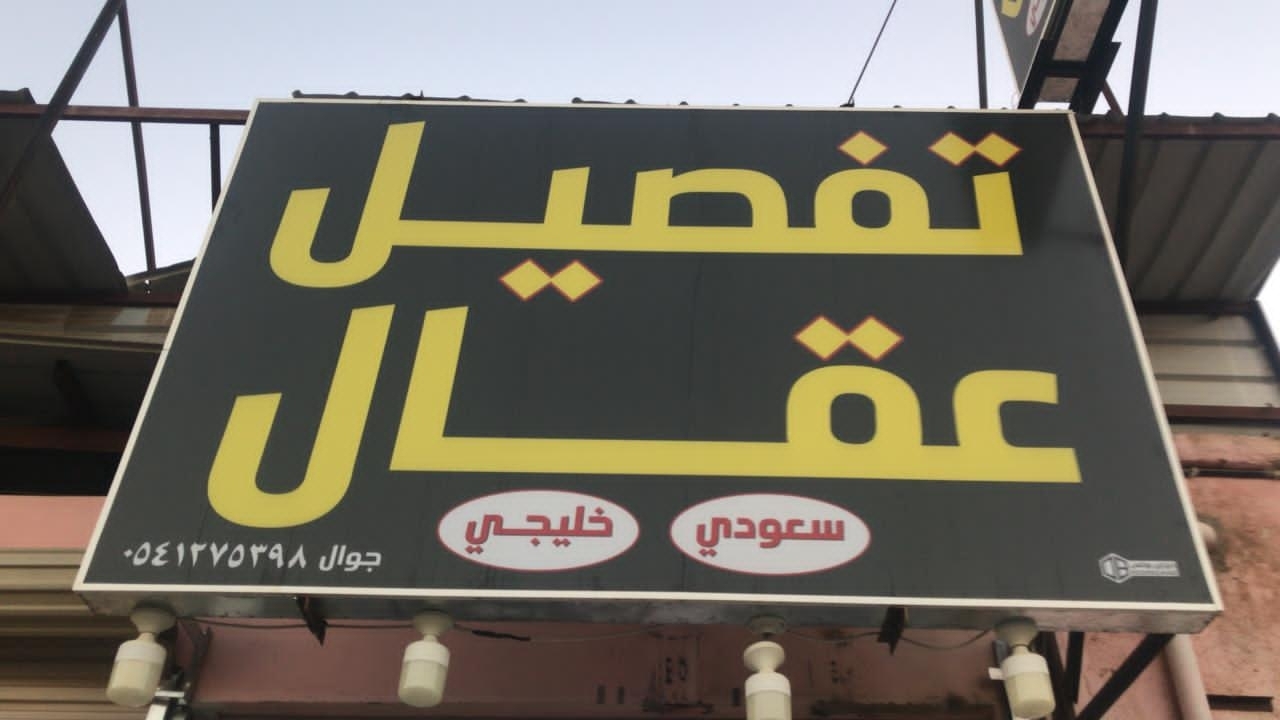 تفصيل
عقال
سعودي خليجي
جوال ٠٥٤١٢٧٥٣٩٨